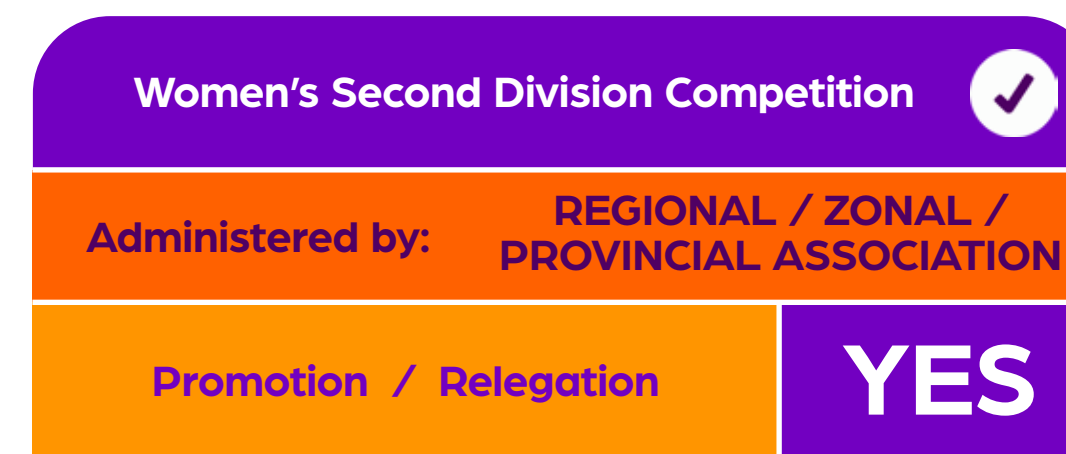 Women’s Second Division Competition
Administered by:
REGIONAL / ZONAL /
PROVINCIAL ASSOCIATION
Promotion / Relegation
YES